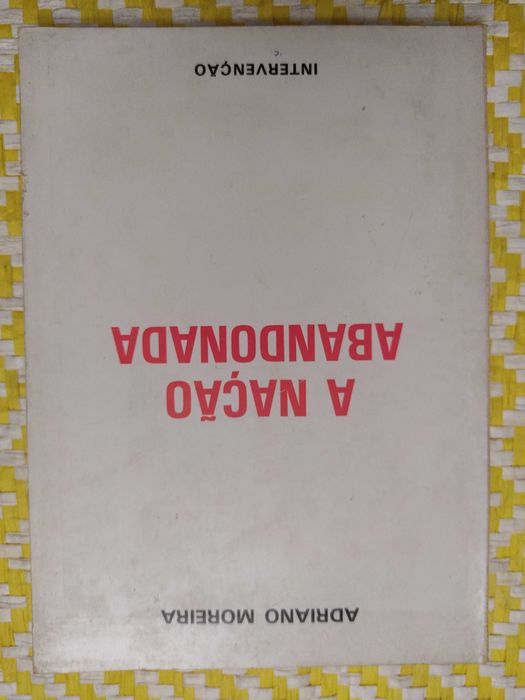 ADRIANO MOREIRA
A NAÇÃO
ABANDONADA
INTERVENÇÃO